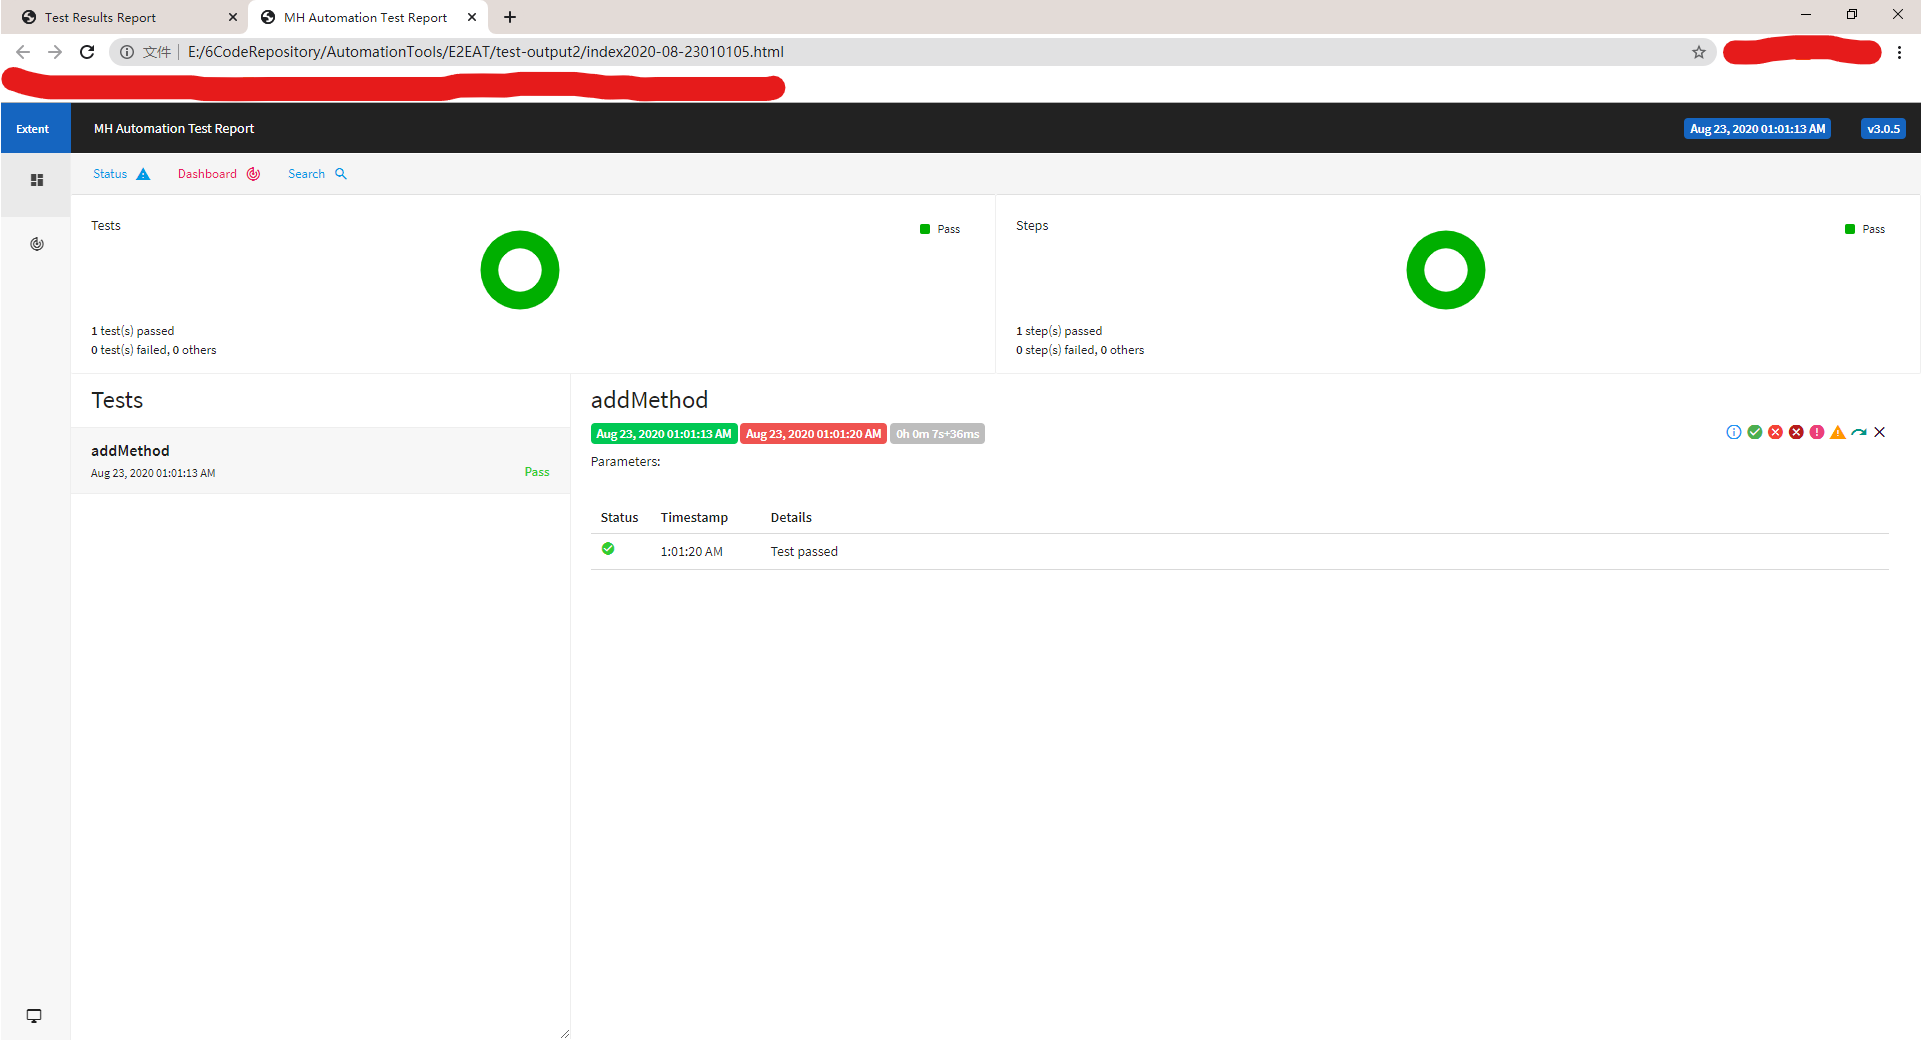 Test Results Report
MH Automation Test Report
文件 E:/6CodeRepository/AutomationTools/E2EAT/test-output2/index2020-08-23010105.html
Extent MH Automation Test Report Aug 23, 2020 01:01:13 AM v3.0.5
Status Dashboard Search
Tests Pass
1 test(s) passed
0 test(s) failed, 0 others
Steps Pass
1 step(s) passed
0 step(s) failed, 0 others
Tests
addMethod
Aug 23, 2020 01:01:13 AM Pass
addMethod
Aug 23, 2020 01:01:13 AM Aug 23, 2020 01:01:20 AM 0h 0m 7s+36ms
Parameters:
Status Timestamp Details
1:01:20 AM Test passed